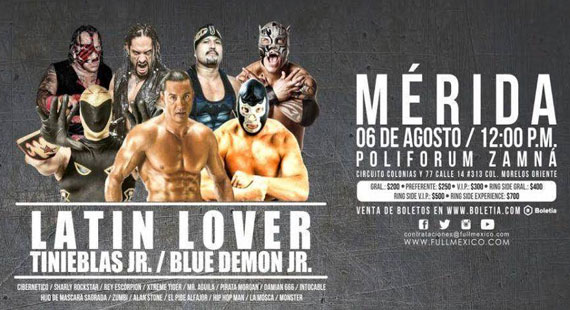 LATIN LOVER
TINIEBLAS JR. / BLUE DEMON JR.
CIBERNETICO / SHARLY ROCKSTAR / REY ESCORPION / XTREME TIGER / MR. AGUILA / PIRATA MORGAN / DAMIAN 666 / INTOCABLE
HIJO DE MASCARA SAGRADA / ZUMBI / ALAN STONE / EL PIBE ALFAJOR / HIP HOP MAN / LA MOSCA / MONSTER
MÉRIDA
06 DE AGOSTO / 12:00 P.M.
POLIFORUM ZAMNÁ
CIRCUITO COLONIAS Y 77 CALLE 14 #313 COL. MORELOS ORIENTE
GRAL.: $200 • PREFERENTE: $250 • V.I.P.: $300 • RING SIDE GRAL.: $400
RING SIDE V.I.P.: $500 • RING SIDE EXPERIENCE: $700
VENTA DE BOLETOS EN WWW.BOLETIA.COM Boletia
contrataciones@fullmexico.com
WWW.FULLMEXICO.COM